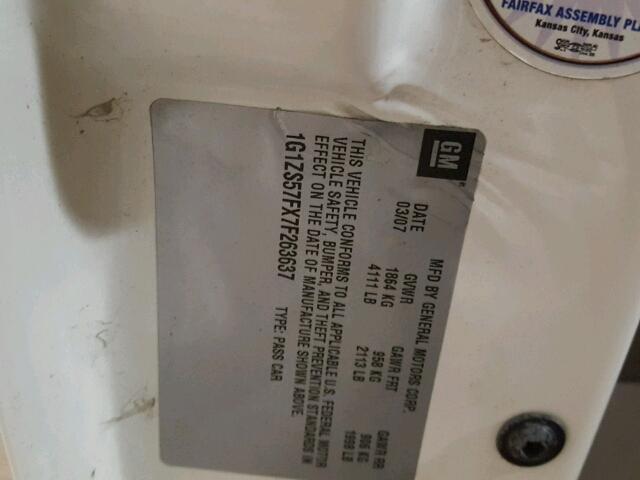 FAIRFAX ASSEMBLY PLA
Kansas City, Kansas
GM
MFD BY GENERAL MOTORS CORP.
DATE GVWR GAWR FRT GAWR RR
03/07 1864 KG 958 KG 906 KG
4111 LB 2113 LB 1998 LB
THIS VEHICLE CONFORMS TO ALL APPLICABLE U.S. FEDERAL MOTOR
VEHICLE SAFETY, BUMPER, AND THEFT PREVENTION STANDARDS IN
EFFECT ON THE DATE OF MANUFACTURE SHOWN ABOVE.
1G1ZS57FX7F263637 TYPE: PASS CAR